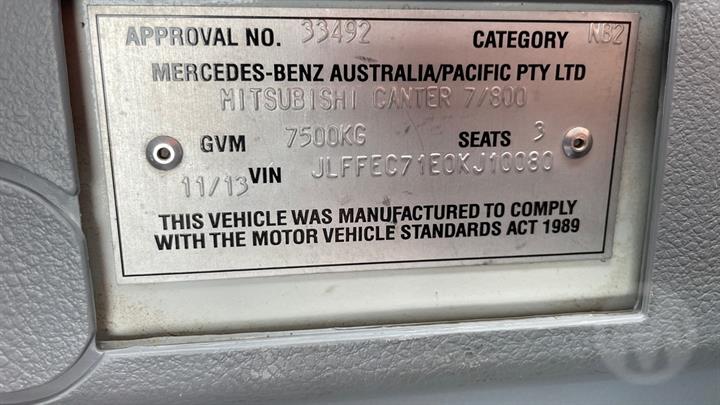 APPROVAL NO. 33492 CATEGORY NB2
MERCEDES-BENZ AUSTRALIA/PACIFIC PTY LTD
MITSUBISHI CANTER 7/800
GVM 7500KG SEATS 3
11/13 VIN JLFFEC71E0KJ10080
THIS VEHICLE WAS MANUFACTURED TO COMPLY
WITH THE MOTOR VEHICLE STANDARDS ACT 1989